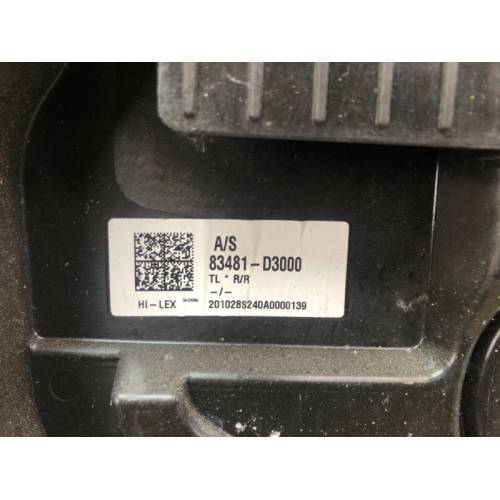 A/S
83481-D3000
TL * R/R
-/-
HI-LEX 201028S240A0000139